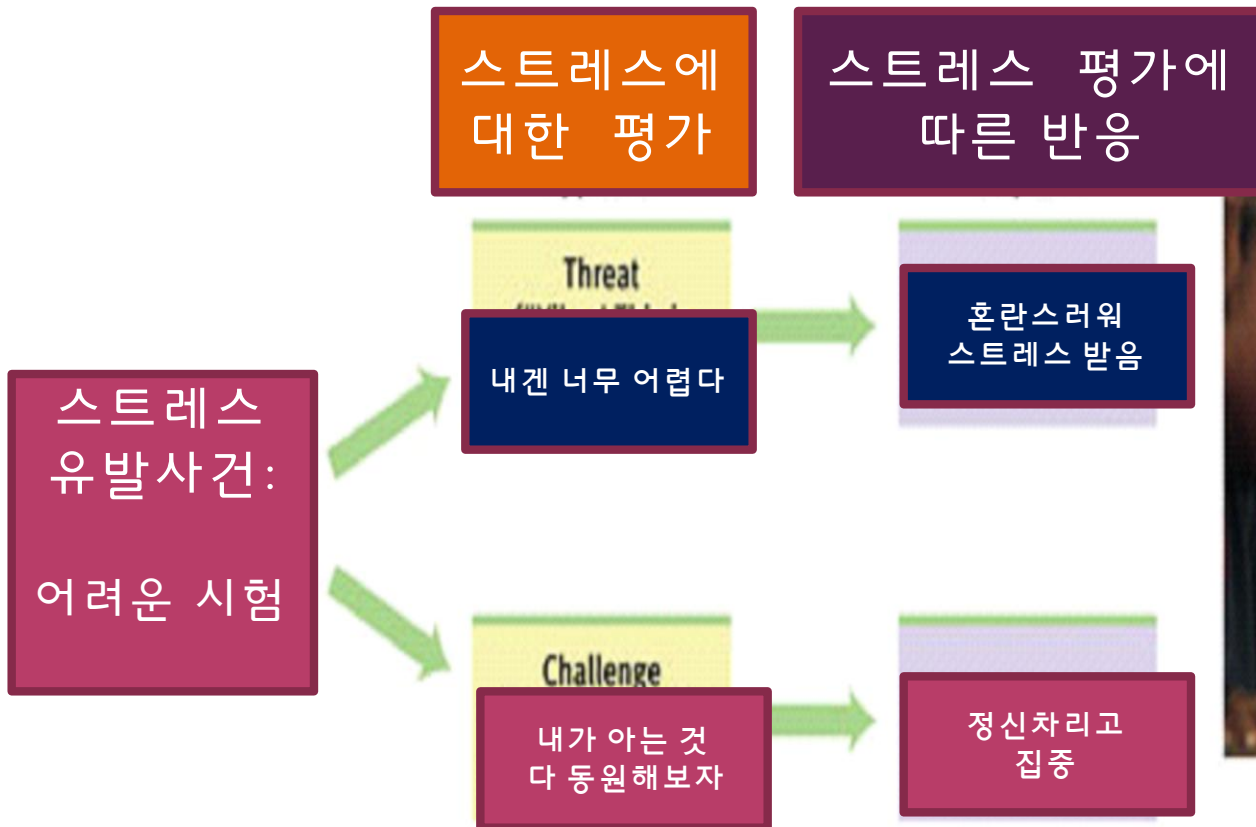 스트레스에
대한 평가
스트레스 평가에
따른 반응
스트레스
유발사건:
어려운 시험
Threat
내겐 너무 어렵다
혼란스러워
스트레스 받음
Challenge
내가 아는 것
다 동원해보자
정신차리고
집중